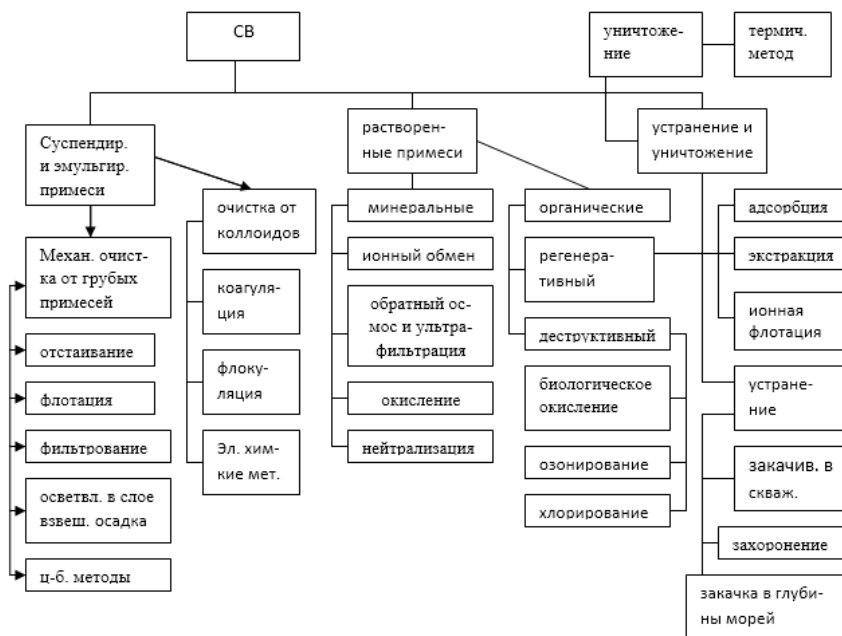 СВ
уничтоже-
ние
термич.
метод
Суспендир.
и эмульгир.
примеси
растворен-
ные примеси
устранение и
уничтожение
очистка от
коллоидов
минеральные
органические
адсорбция
Механ. очист-
ка от грубых
примесей
ионный обмен
регенера-
тивный
экстракция
коагуля-
ция
обратный ос-
мос и ультра-
фильтрация
ионная
флотация
отстаивание
деструктивный
флоку-
ляция
биологическое
окисление
устране-
ние
флотация
окисление
фильтрование
Эл. хим-
кие мет.
нейтрализация
озонирование
закачив. в
скваж.
осветвл. в слое
взвеш. осадка
хлорирование
захоронение
ц-б. методы
закачка в глуби-
ны морей